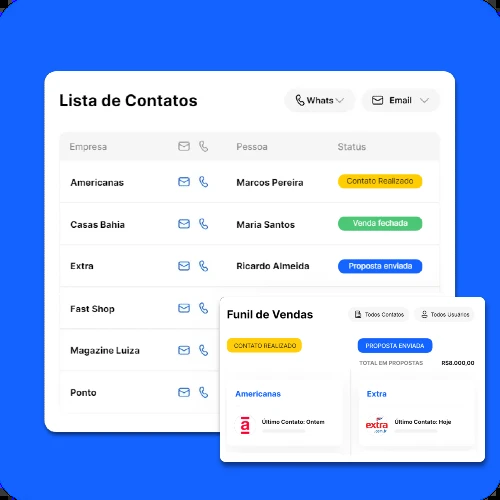 Lista de Contatos
Whats
Email
Empresa Pessoa Status
Americanas Marcos Pereira Contato Realizado
Casas Bahia Maria Santos Venda fechada
Extra Ricardo Almeida Proposta enviada
Fast Shop
Magazine Luiza
Ponto
Funil de Vendas
Todos Contatos
Todos Usuários
CONTATO REALIZADO
PROPOSTA ENVIADA
TOTAL EM PROPOSTAS R$8.000,00
Americanas
a
Último Contato: Ontem
Extra
extra
.com.br
Último Contato: Hoje